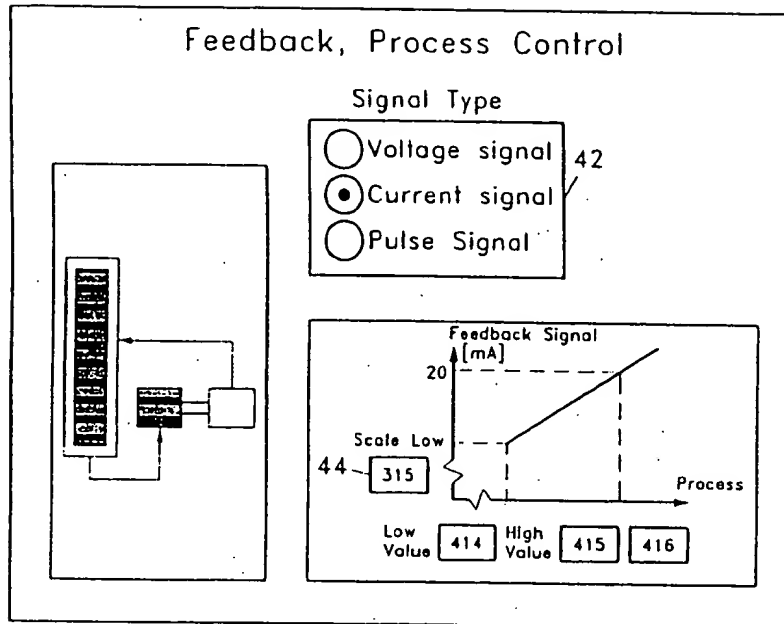 Feedback, Process Control
Signal Type
Voltage signal
42
Current signal
Pulse Signal
Feedback Signal
[mA]
20
Scale Low
44
315
Process
Low Value
414
High Value
415
416